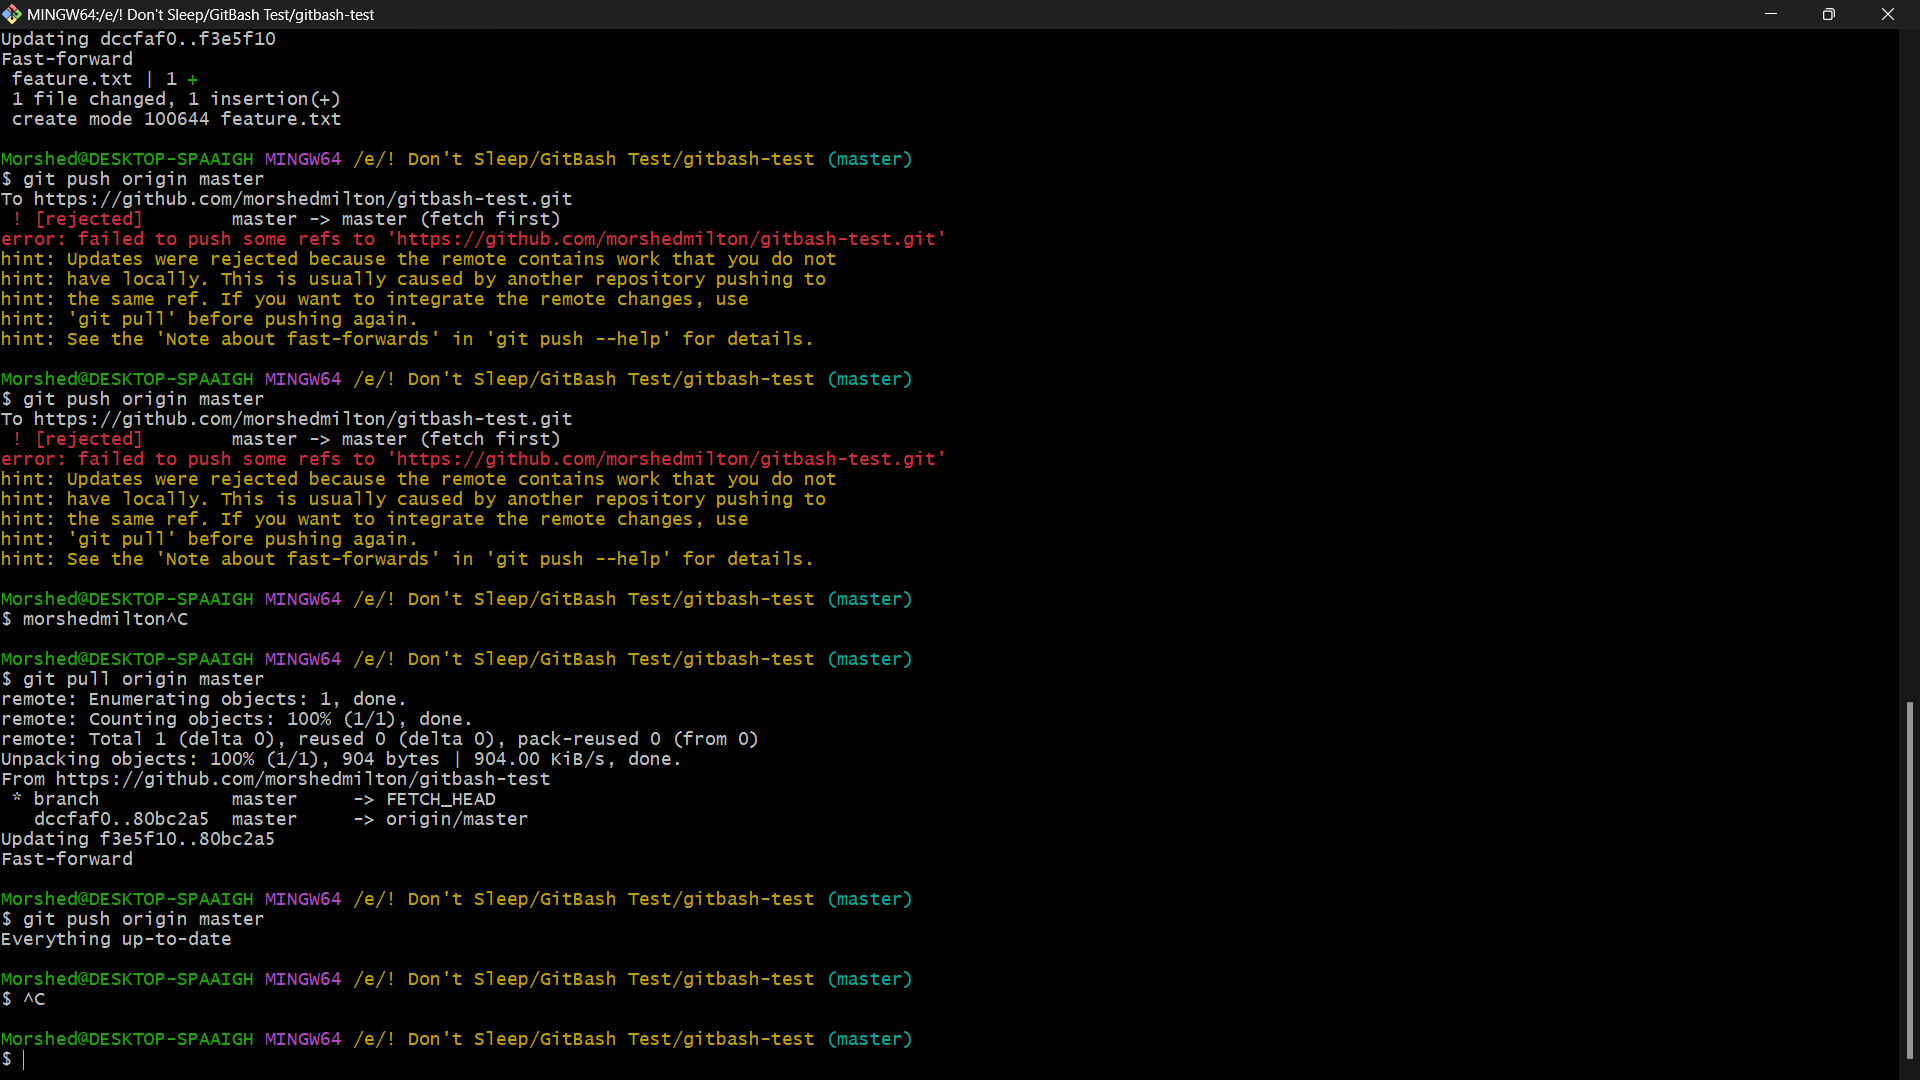 MINGW64:/e/! Don't Sleep/GitBash Test/gitbash-test
Updating dccfaf0..f3e5f10
Fast-forward
 feature.txt | 1 +
 1 file changed, 1 insertion(+)
 create mode 100644 feature.txt

Morshed@DESKTOP-SPAAIGH MINGW64 /e/! Don't Sleep/GitBash Test/gitbash-test (master)
$ git push origin master
To https://github.com/morshedmilton/gitbash-test.git
 ! [rejected]        master -> master (fetch first)
error: failed to push some refs to 'https://github.com/morshedmilton/gitbash-test.git'
hint: Updates were rejected because the remote contains work that you do not
hint: have locally. This is usually caused by another repository pushing to
hint: the same ref. If you want to integrate the remote changes, use
hint: 'git pull' before pushing again.
hint: See the 'Note about fast-forwards' in 'git push --help' for details.

Morshed@DESKTOP-SPAAIGH MINGW64 /e/! Don't Sleep/GitBash Test/gitbash-test (master)
$ git push origin master
To https://github.com/morshedmilton/gitbash-test.git
 ! [rejected]        master -> master (fetch first)
error: failed to push some refs to 'https://github.com/morshedmilton/gitbash-test.git'
hint: Updates were rejected because the remote contains work that you do not
hint: have locally. This is usually caused by another repository pushing to
hint: the same ref. If you want to integrate the remote changes, use
hint: 'git pull' before pushing again.
hint: See the 'Note about fast-forwards' in 'git push --help' for details.

Morshed@DESKTOP-SPAAIGH MINGW64 /e/! Don't Sleep/GitBash Test/gitbash-test (master)
$ morshedmilton^C

Morshed@DESKTOP-SPAAIGH MINGW64 /e/! Don't Sleep/GitBash Test/gitbash-test (master)
$ git pull origin master
remote: Enumerating objects: 1, done.
remote: Counting objects: 100% (1/1), done.
remote: Total 1 (delta 0), reused 0 (delta 0), pack-reused 0 (from 0)
Unpacking objects: 100% (1/1), 904 bytes | 904.00 KiB/s, done.
From https://github.com/morshedmilton/gitbash-test
 * branch            master     -> FETCH_HEAD
   dccfaf0..80bc2a5  master     -> origin/master
Updating f3e5f10..80bc2a5
Fast-forward

Morshed@DESKTOP-SPAAIGH MINGW64 /e/! Don't Sleep/GitBash Test/gitbash-test (master)
$ git push origin master
Everything up-to-date

Morshed@DESKTOP-SPAAIGH MINGW64 /e/! Don't Sleep/GitBash Test/gitbash-test (master)
$ ^C

Morshed@DESKTOP-SPAAIGH MINGW64 /e/! Don't Sleep/GitBash Test/gitbash-test (master)
$